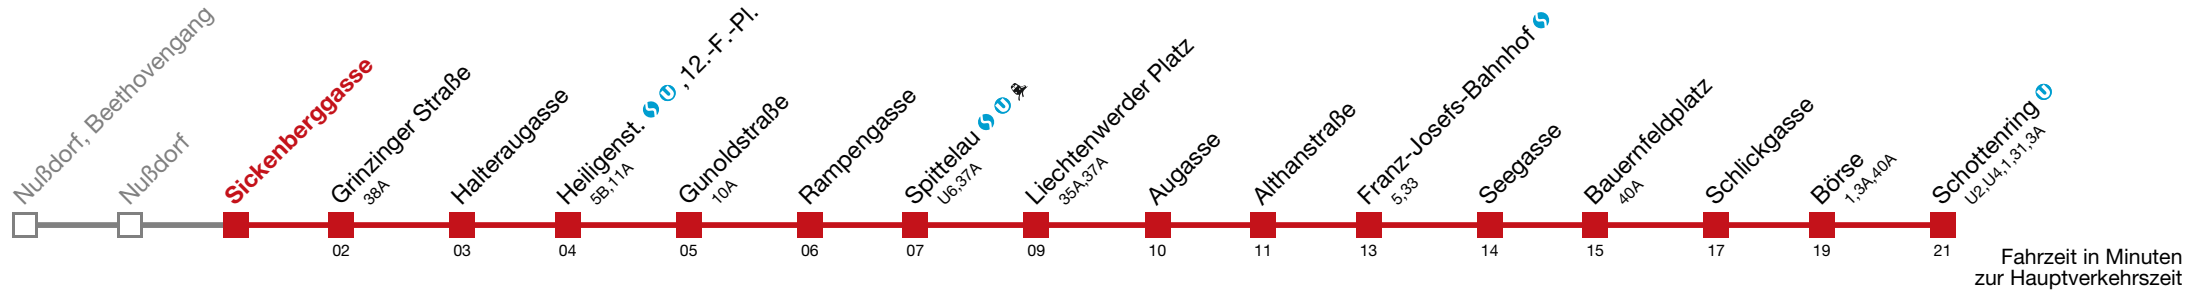 Nußdorf, Beethovengang
Nußdorf
Sickenberggasse
Grinzinger Straße
38A
02
Halteraugasse
03
Heiligenst. S U , 12.-F.-Pl.
5B,11A
04
Gunoldstraße
10A
05
Rampengasse
06
Spittelau S U
U6,37A
07
Liechtenwerder Platz
35A,37A
09
Augasse
10
Althanstraße
11
Franz-Josefs-Bahnhof S
5,33
13
Seegasse
14
Bauernfeldplatz
40A
15
Schlickgasse
17
Börse
1,3A,40A
19
Schottenring U
U2,U4,1,31,3A
21
Fahrzeit in Minuten
zur Hauptverkehrszeit